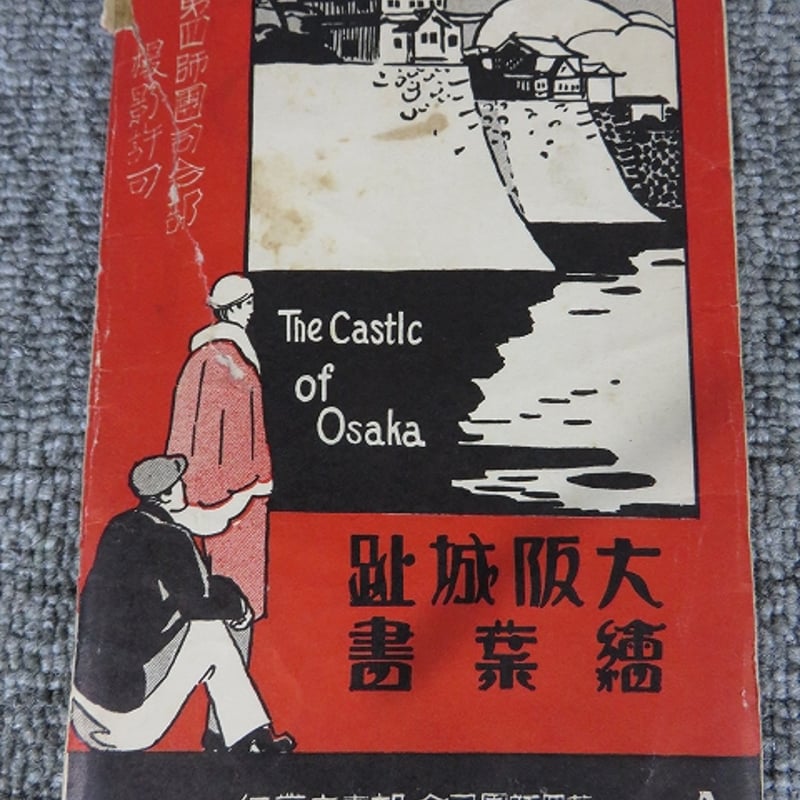 第四師團司令部
撮影許可
The Castle
of
Osaka
大阪城趾
繪葉書